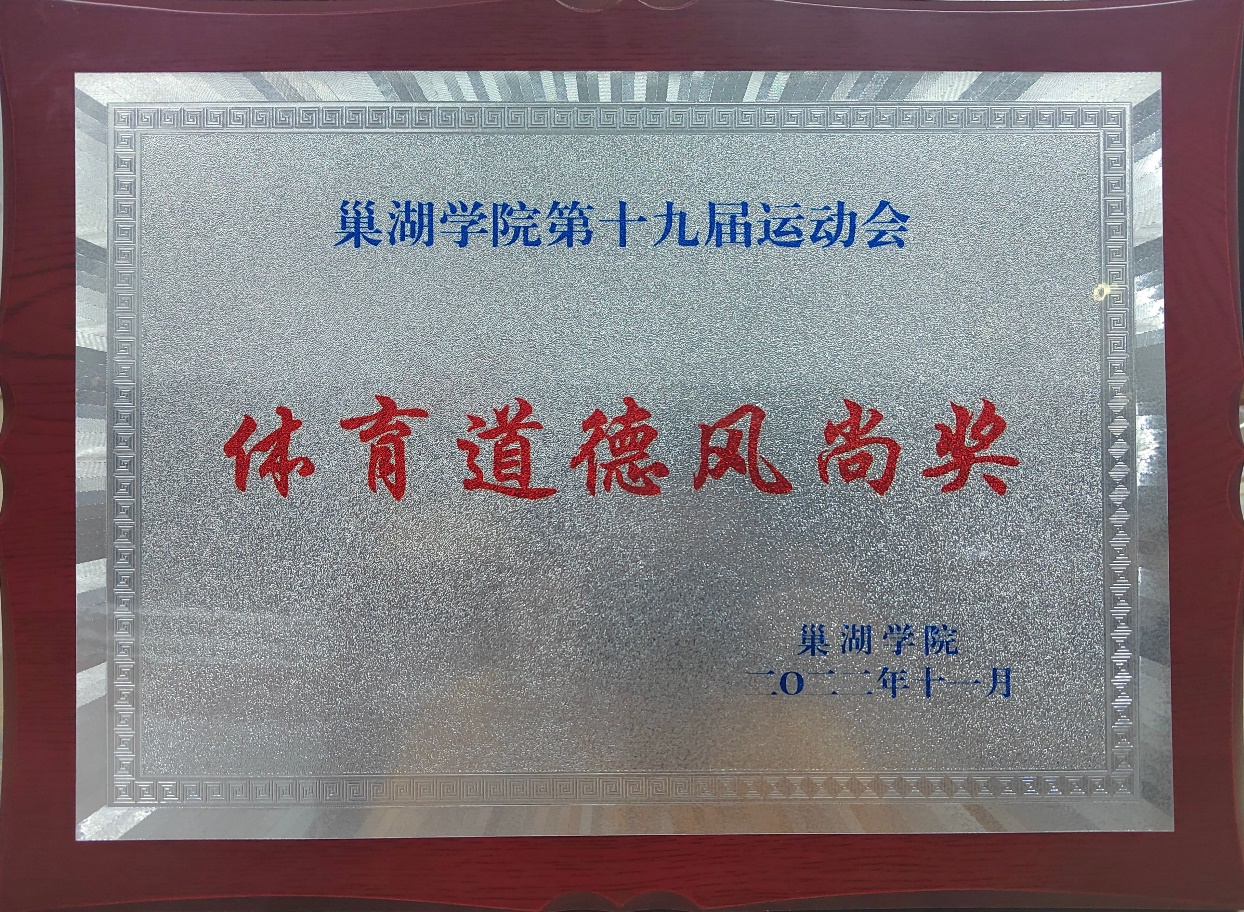 巢湖学院第十九届运动会
体育道德风尚奖
巢湖学院
二O二二年十一月